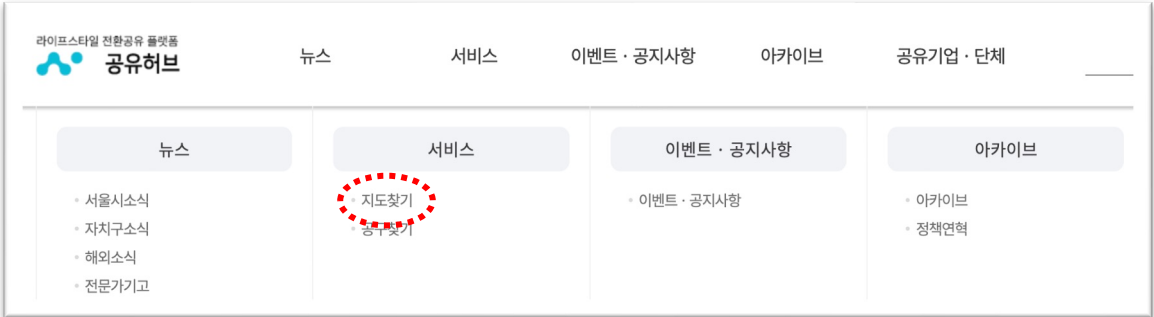 라이프스타일 전환공유 플랫폼
공유허브
뉴스 서비스 이벤트 · 공지사항 아카이브 공유기업 · 단체
뉴스
서울시소식
자치구소식
해외소식
전문가기고
서비스
지도찾기
공구찾기
이벤트 · 공지사항
이벤트 · 공지사항
아카이브
아카이브
정책연혁